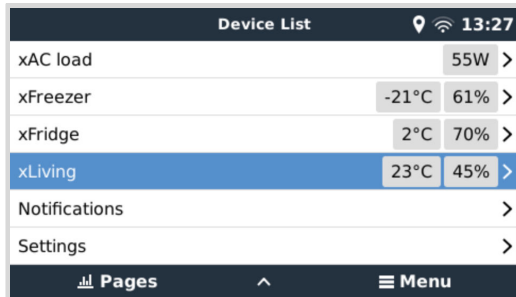 Device List 13:27
xAC load 55W
xFreezer -21°C 61%
xFridge 2°C 70%
xLiving 23°C 45%
Notifications
Settings
Pages Menu